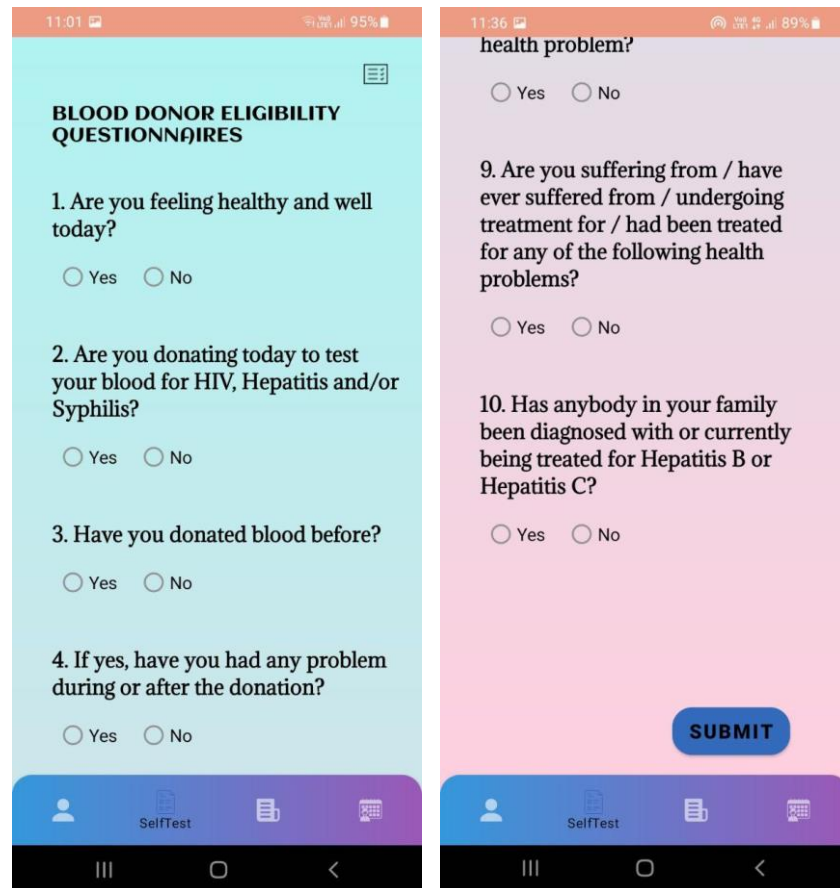 11:01
95%
BLOOD DONOR ELIGIBILITY
QUESTIONNAIRES
1. Are you feeling healthy and well
today?
Yes No
2. Are you donating today to test
your blood for HIV, Hepatitis and/or
Syphilis?
Yes No
3. Have you donated blood before?
Yes No
4. If yes, have you had any problem
during or after the donation?
Yes No
SelfTest
11:36
89%
health problem?
Yes No
9. Are you suffering from / have
ever suffered from / undergoing
treatment for / had been treated
for any of the following health
problems?
Yes No
10. Has anybody in your family
been diagnosed with or currently
being treated for Hepatitis B or
Hepatitis C?
Yes No
SUBMIT
SelfTest